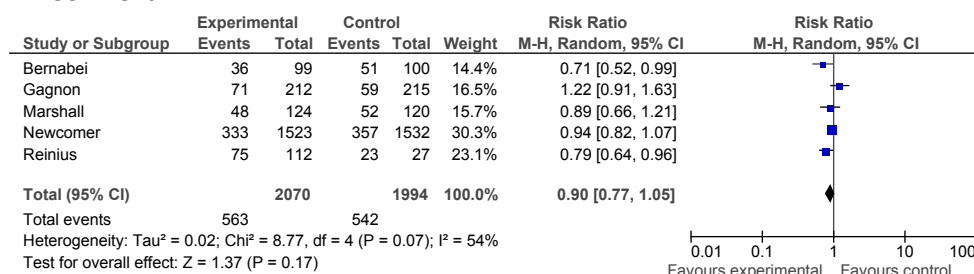 Experimental Control Risk Ratio Risk Ratio
Study or Subgroup Events Total Events Total Weight M-H, Random, 95% CI M-H, Random, 95% CI
Bernabei 36 99 51 100 14.4% 0.71 [0.52, 0.99]
Gagnon 71 212 59 215 16.5% 1.22 [0.91, 1.63]
Marshall 48 124 52 120 15.7% 0.89 [0.66, 1.21]
Newcomer 333 1523 357 1532 30.3% 0.94 [0.82, 1.07]
Reinius 75 112 23 27 23.1% 0.79 [0.64, 0.96]
Total (95% CI) 2070 1994 100.0% 0.90 [0.77, 1.05]
Total events 563 542
Heterogeneity: Tau² = 0.02; Chi² = 8.77, df = 4 (P = 0.07); I² = 54%
Test for overall effect: Z = 1.37 (P = 0.17)
0.01 0.1 1 10 100
Favours experimental Favours control